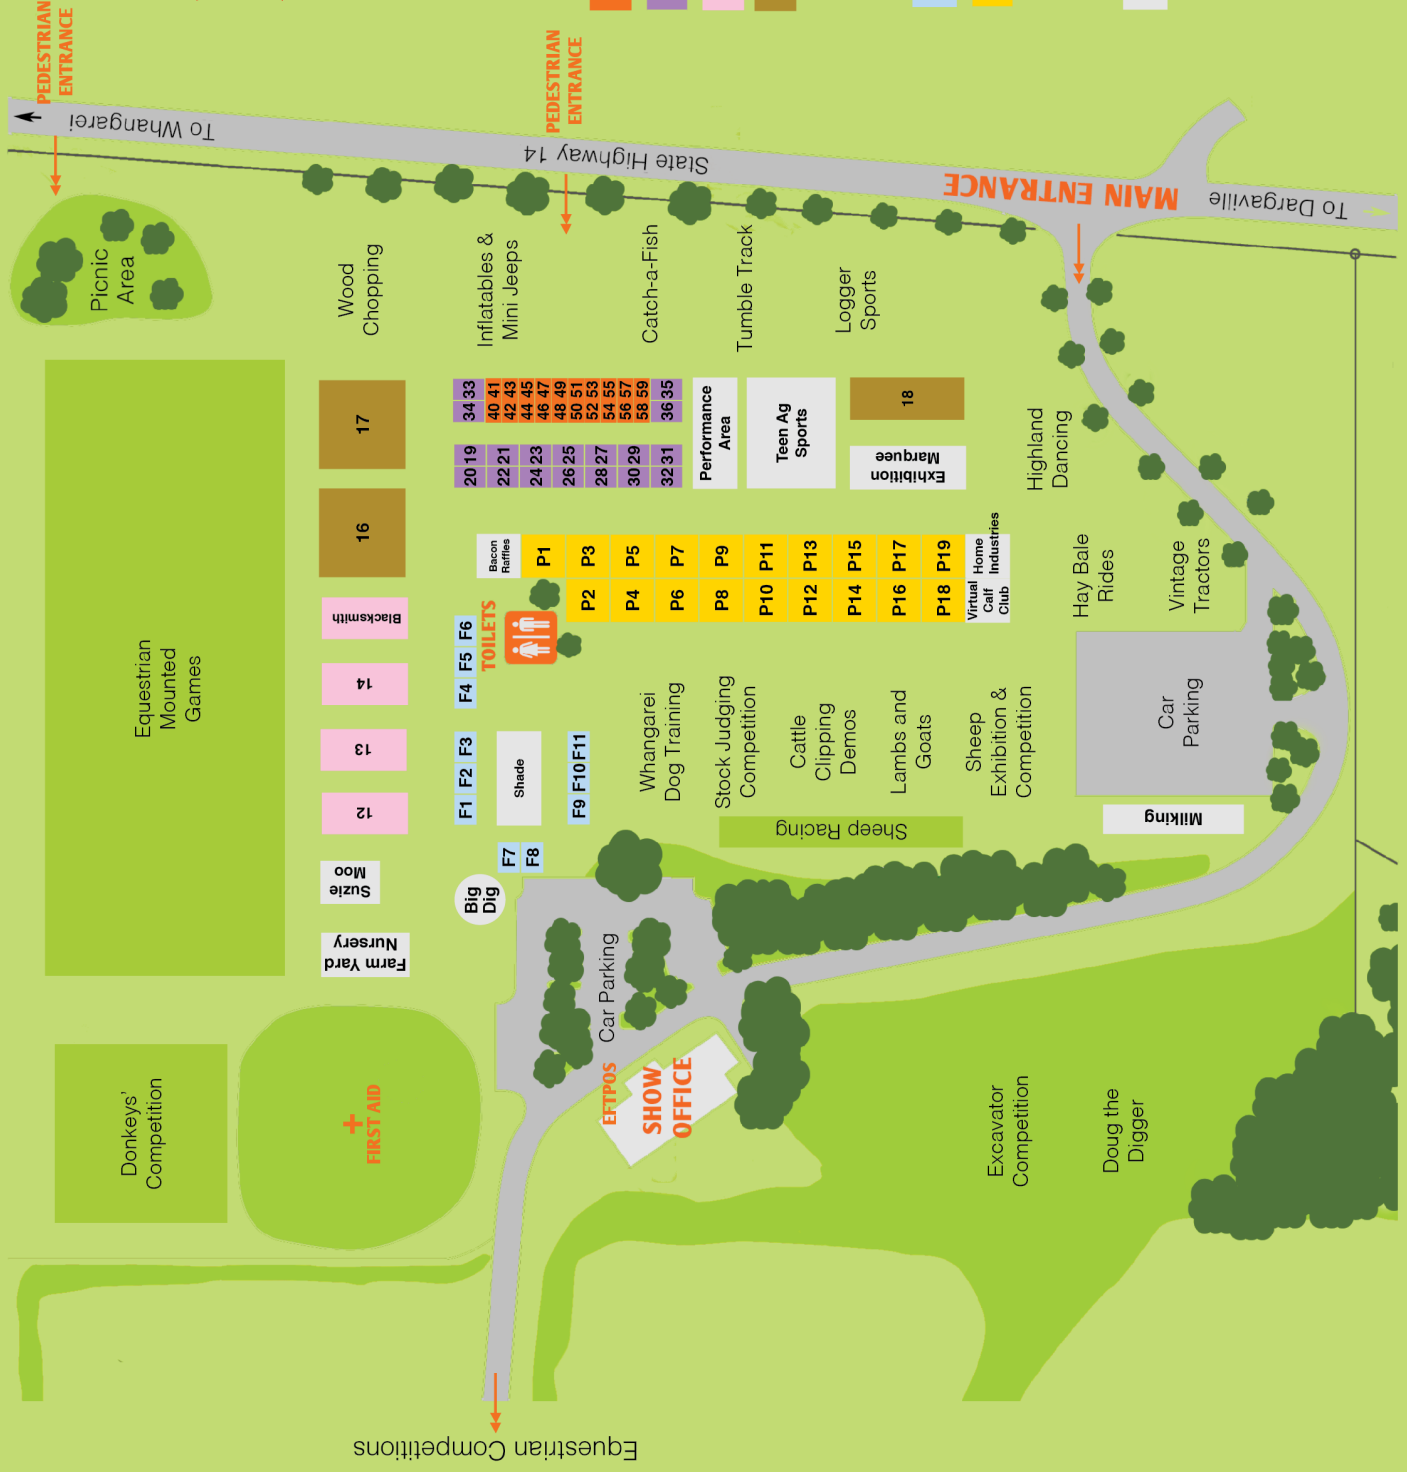 PEDESTRIAN
ENTRANCE
PEDESTRIAN
ENTRANCE
To Whangarei
State Highway 14
MAIN ENTRANCE
To Dargaville
Picnic
Area
Wood
Chopping
Inflatables &
Mini Jeeps
Catch-a-Fish
Tumble Track
Logger
Sports
17
16
34 33
40 41
42 43
44 45
46 47
48 49
50 51
52 53
54 55
56 57
58 59
36 35
20 19
22 21
24 23
26 25
28 27
30 29
32 31
Performance
Area
Teen Ag
Sports
18
Exhibition
Marquee
Highland
Dancing
Bacon
Raffles
P1
P3
P5
P7
P9
P11
P13
P15
P17
P19
Home
Industries
P2
P4
P6
P8
P10
P12
P14
P16
P18
Virtual
Calf
Club
Hay Bale
Rides
Vintage
Tractors
Equestrian
Mounted
Games
Blacksmith
14
13
12
Suzie
Moo
Farm Yard
Nursery
F6
F5
F4
TOILETS
F3
F2
F1
Shade
F11
F10
F9
F7
F8
Big
Dig
Whangarei
Dog Training
Stock Judging
Competition
Cattle
Clipping
Demos
Lambs and
Goats
Sheep
Exhibition &
Competition
Car
Parking
Milking
Sheep Racing
Car Parking
EFTPOS
SHOW
OFFICE
Donkeys'
Competition
FIRST AID
Excavator
Competition
Doug the
Digger
Equestrian Competitions